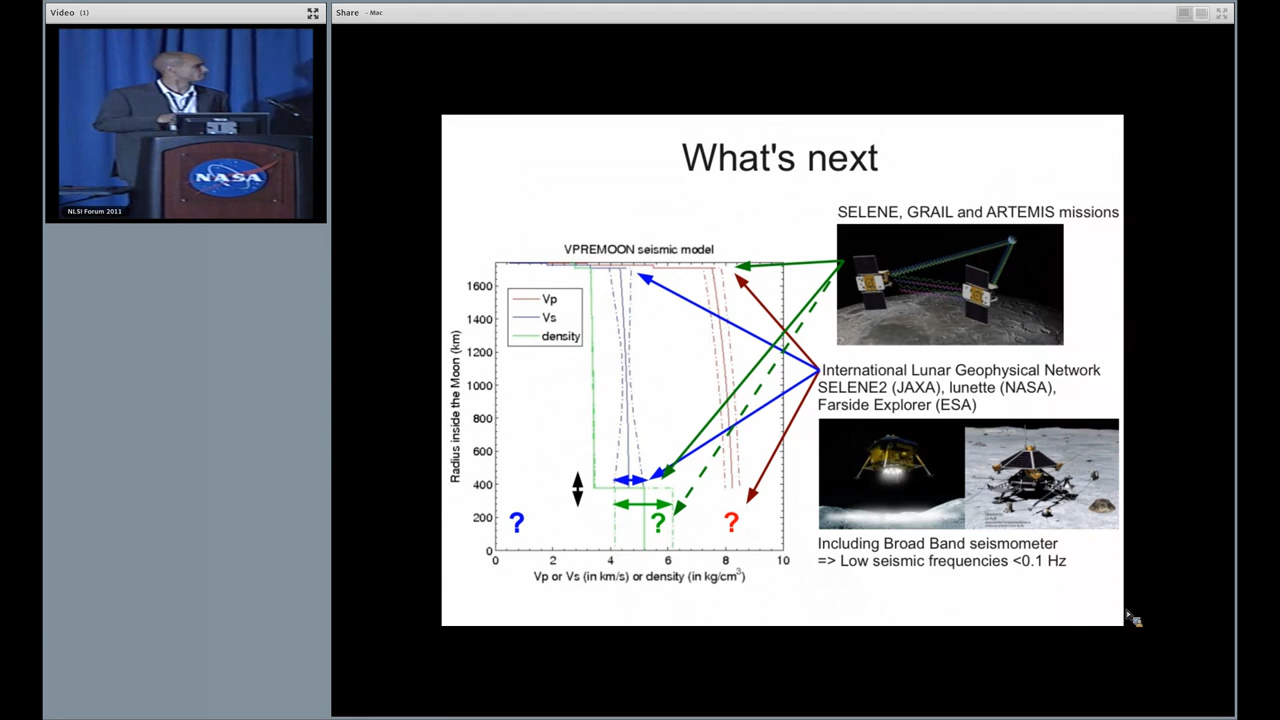 Video (1)
Share - Mac
NASA
NLSI Forum 2011
What's next
SELENE, GRAIL and ARTEMIS missions
VPREMOON seismic model
Vp
Vs
density
Radius inside the Moon (km)
1600
1400
1200
1000
800
600
400
200
0
? ? ?
0 2 4 6 8 10
Vp or Vs (in km/s) or density (in kg/cm3)
International Lunar Geophysical Network
SELENE2 (JAXA), lunette (NASA),
Farside Explorer (ESA)
Including Broad Band seismometer
=> Low seismic frequencies <0.1 Hz